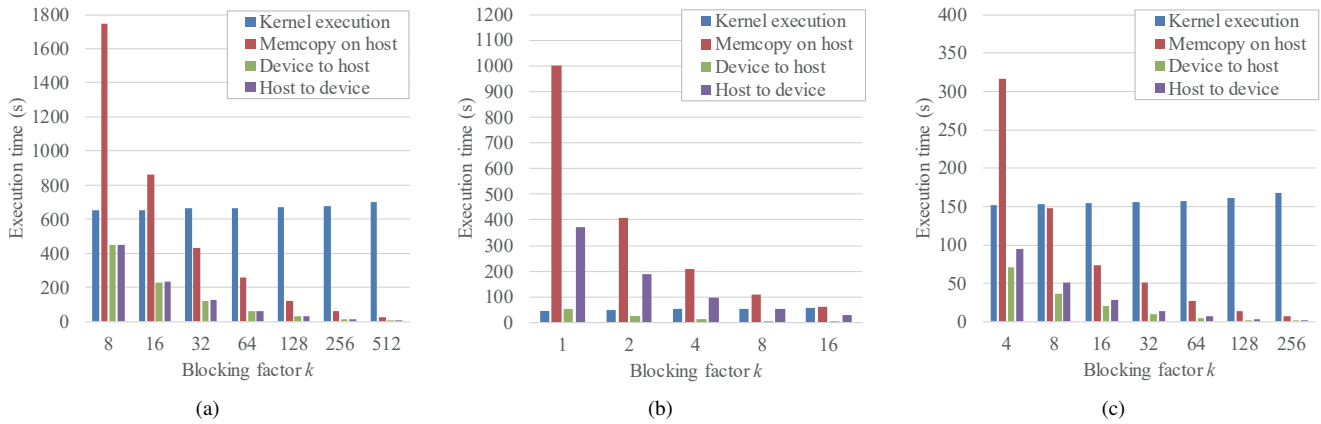 1800
1600
1400
1200
1000
800
600
400
200
0
Execution time (s)
Kernel execution
Memcopy on host
Device to host
Host to device
8 16 32 64 128 256 512
Blocking factor k
(a)
1200
1100
1000
900
800
700
600
500
400
300
200
100
0
Execution time (s)
Kernel execution
Memcopy on host
Device to host
Host to device
1 2 4 8 16
Blocking factor k
(b)
400
350
300
250
200
150
100
50
0
Execution time (s)
Kernel execution
Memcopy on host
Device to host
Host to device
4 8 16 32 64 128 256
Blocking factor k
(c)